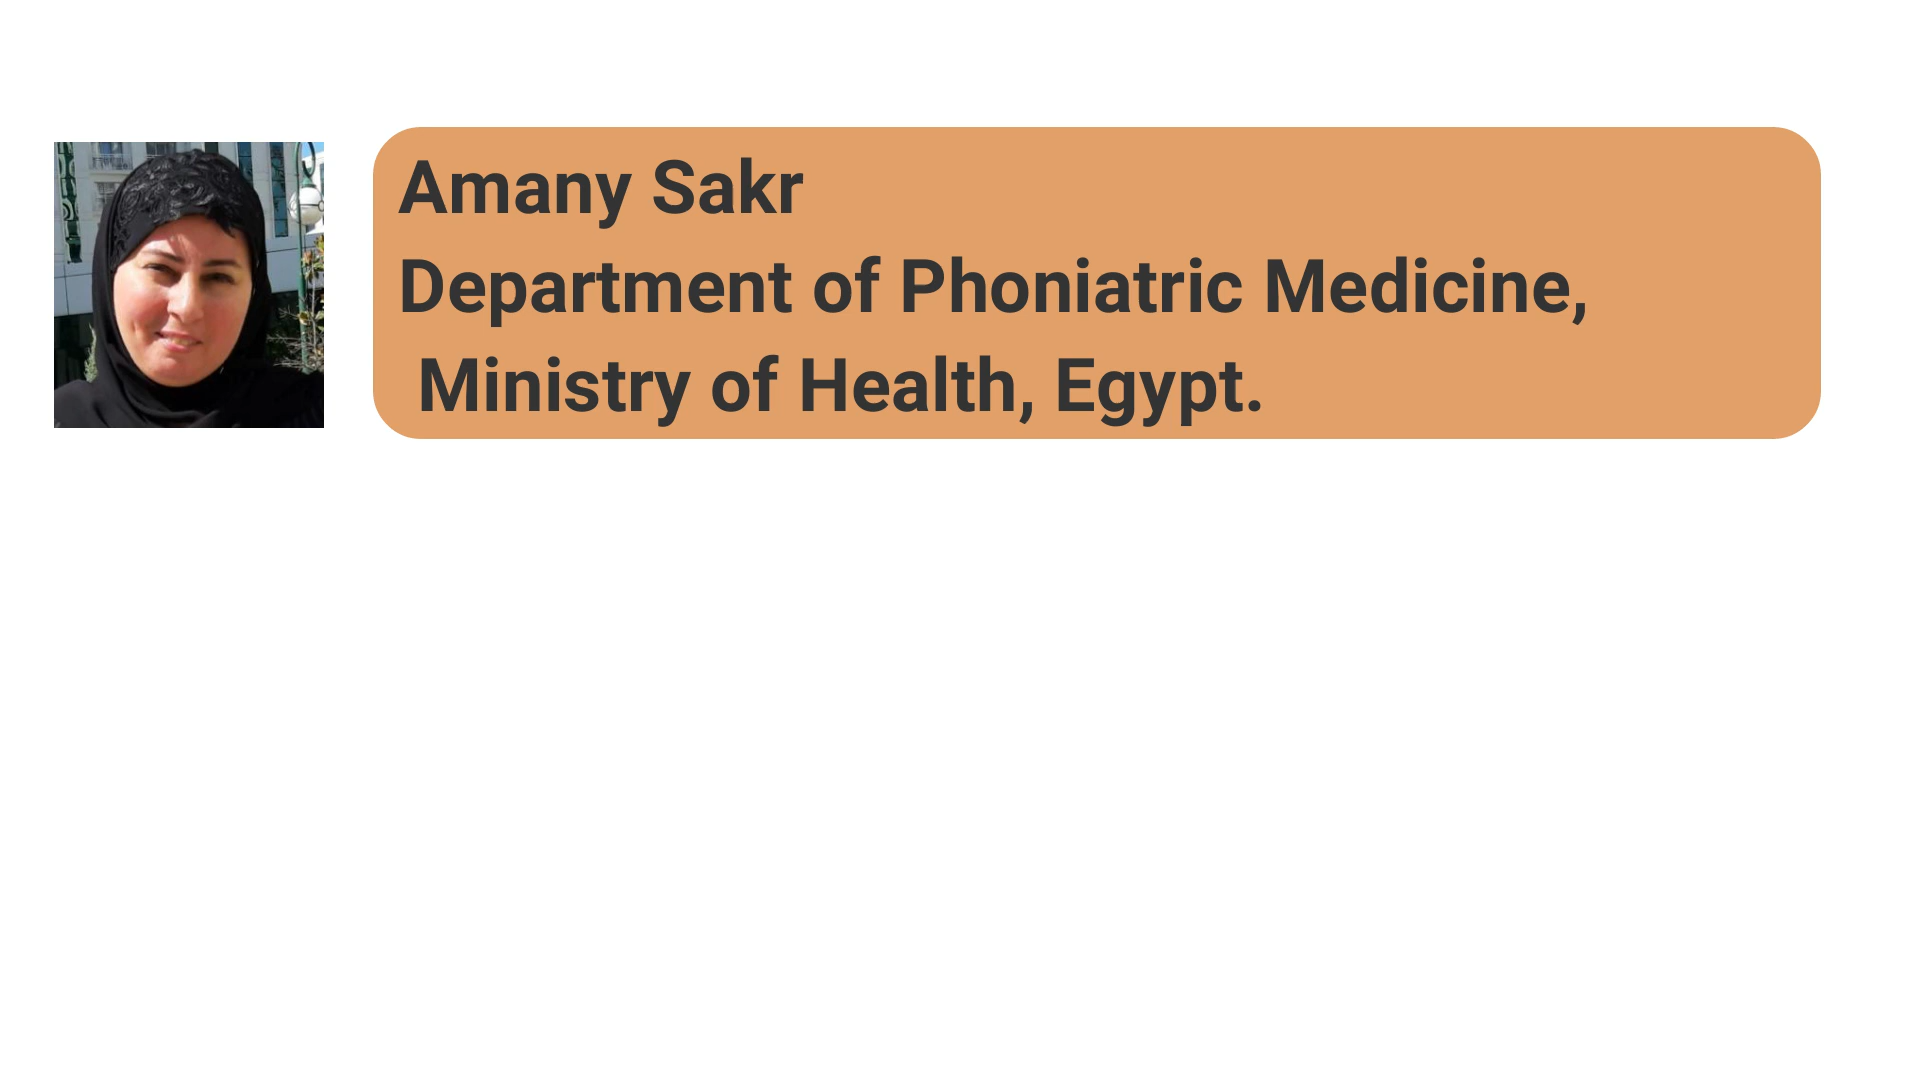 Amany Sakr
Department of Phoniatric Medicine,
Ministry of Health, Egypt.